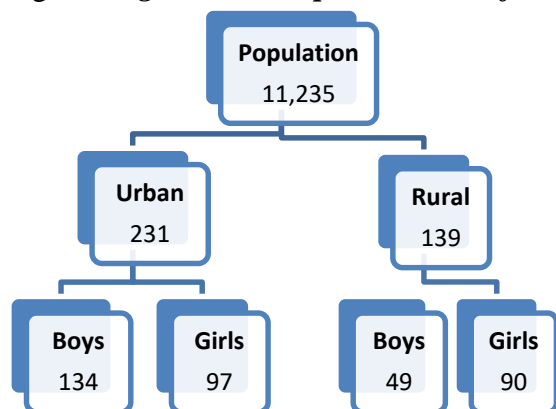 Population
11,235
Urban
231
Rural
139
Boys
134
Girls
97
Boys
49
Girls
90